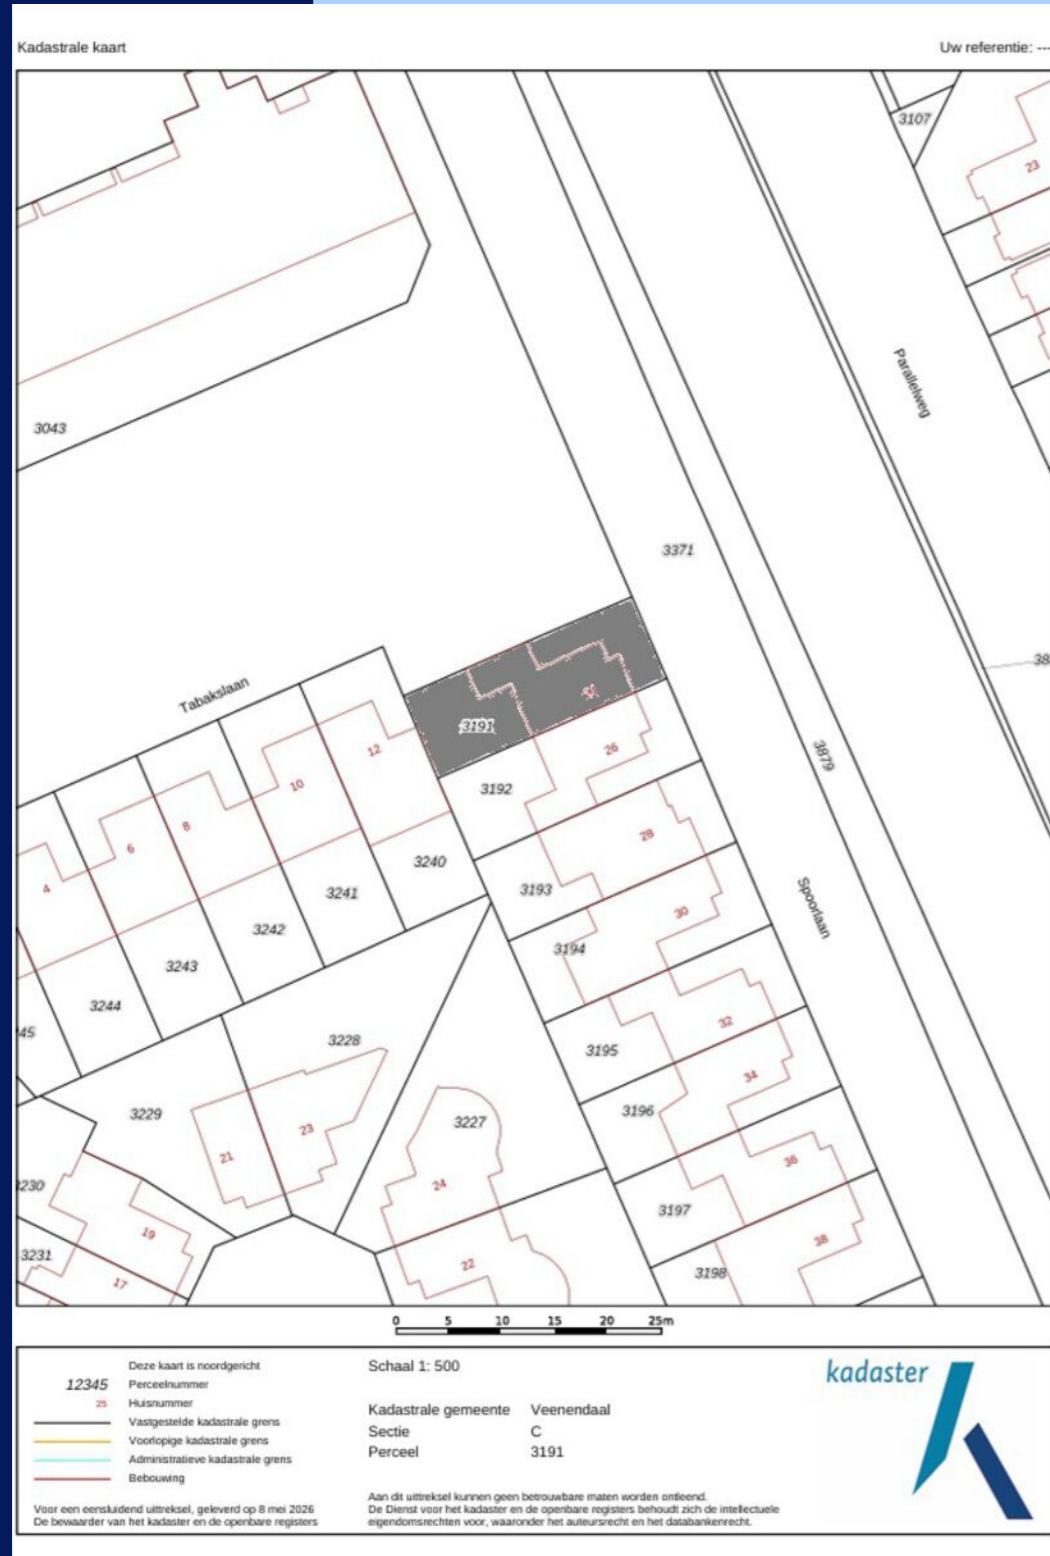 Kadastrale kaart
Uw referentie: ---
3107
23
Parallelweg
3043
3371
38
Tabakslaan
3191
26
12
3192
10
3879
8
28
6
3240
3193
4
3241
30
Spoorlaan
3242
3194
3243
3244
32
45
3228
3195
34
3229
3196
3227
23
21
36
24
3230
3197
19
38
3231
22
3198
17
0 5 10 15 20 25m
Deze kaart is noordgericht
12345 Perceelnummer
25 Huisnummer
Vastgestelde kadastrale grens
Voorlopige kadastrale grens
Administratieve kadastrale grens
Bebouwing
Voor een eensluidend uittreksel, geleverd op 8 mei 2026
De bewaarder van het kadaster en de openbare registers
Schaal 1: 500
Kadastrale gemeente Veenendaal
Sectie C
Perceel 3191
Aan dit uittreksel kunnen geen betrouwbare maten worden ontleend.
De Dienst voor het kadaster en de openbare registers behoudt zich de intellectuele
eigendomsrechten voor, waaronder het auteursrecht en het databankenrecht.
kadaster